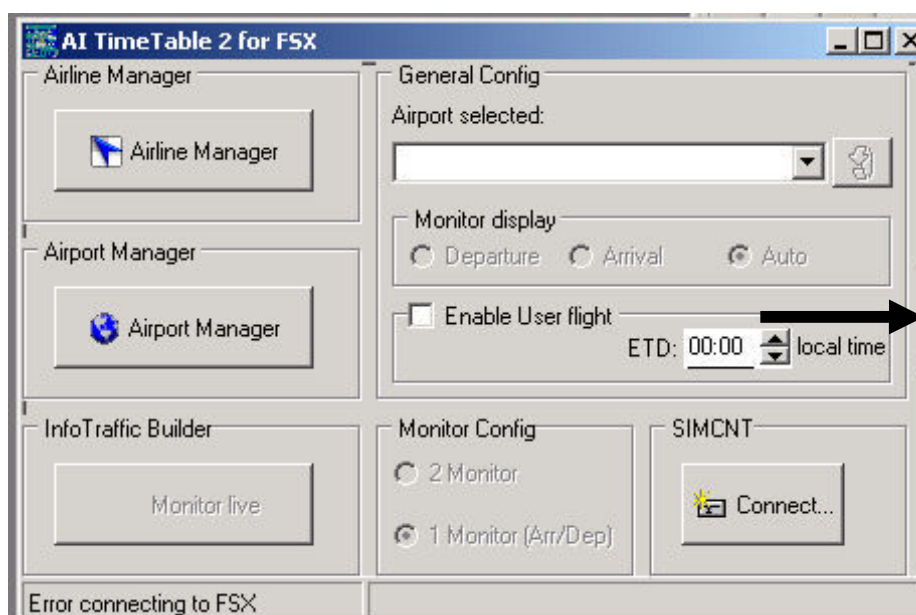 AI TimeTable 2 for FSX
Airline Manager
Airline Manager
General Config
Airport selected:
Monitor display
Departure Arrival Auto
Enable User flight
ETD: 00:00 local time
Airport Manager
Airport Manager
InfoTraffic Builder
Monitor live
Monitor Config
2 Monitor
1 Monitor (Arr/Dep)
SIMCNT
Connect...
Error connecting to FSX